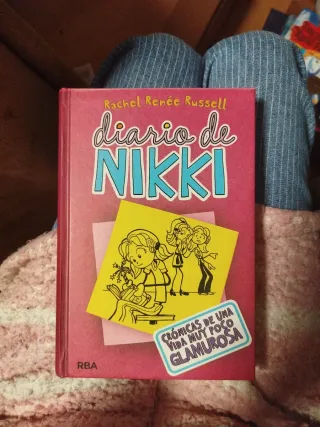 Rachel Renée Russell
diario de
NIKKI
CRÓNICAS DE UNA
VIDA MUY POCO
GLAMUROSA
RBA